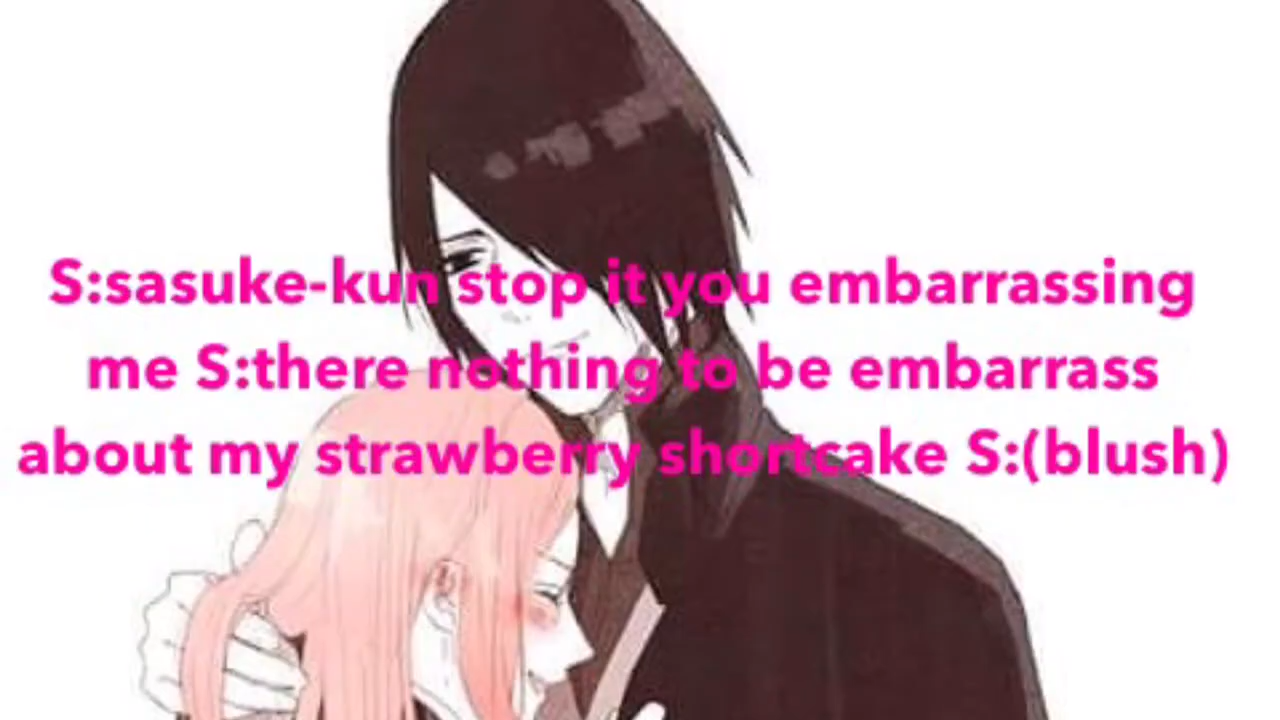 S:sasuke-kun stop it you embarrassing
me S:there nothing to be embarrass
about my strawberry shortcake S:(blush)